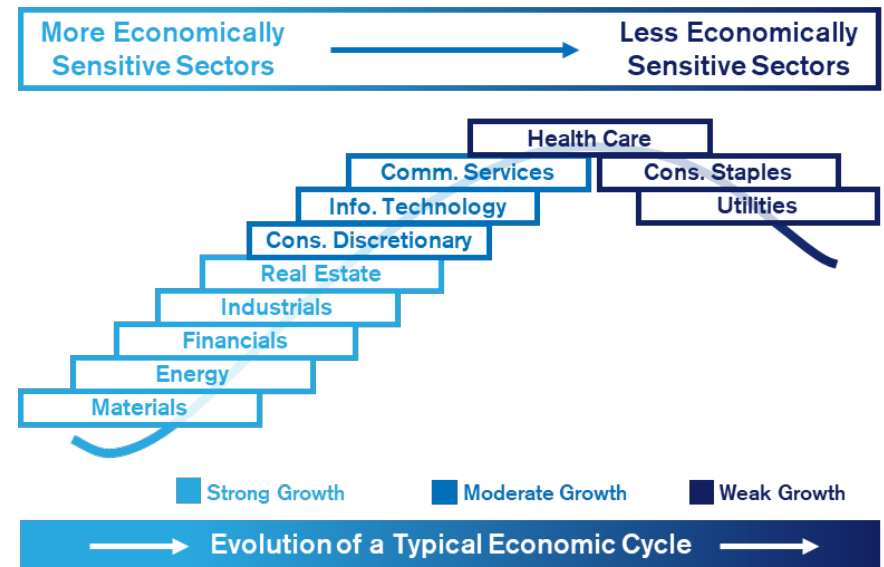 More Economically
Sensitive Sectors
Less Economically
Sensitive Sectors
Health Care
Comm. Services
Cons. Staples
Info. Technology
Utilities
Cons. Discretionary
Real Estate
Industrials
Financials
Energy
Materials
Strong Growth
Moderate Growth
Weak Growth
Evolution of a Typical Economic Cycle